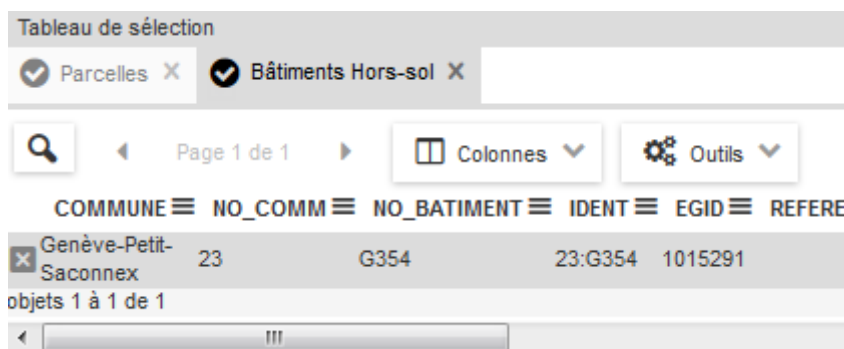 Tableau de sélection
Parcelles Bâtiments Hors-sol
Page 1 de 1 Colonnes Outils
COMMUNE NO_COMM NO_BATIMENT IDENT EGID REFERE
Genève-Petit-
Saconnex 23 G354 23:G354 1015291
objets 1 à 1 de 1